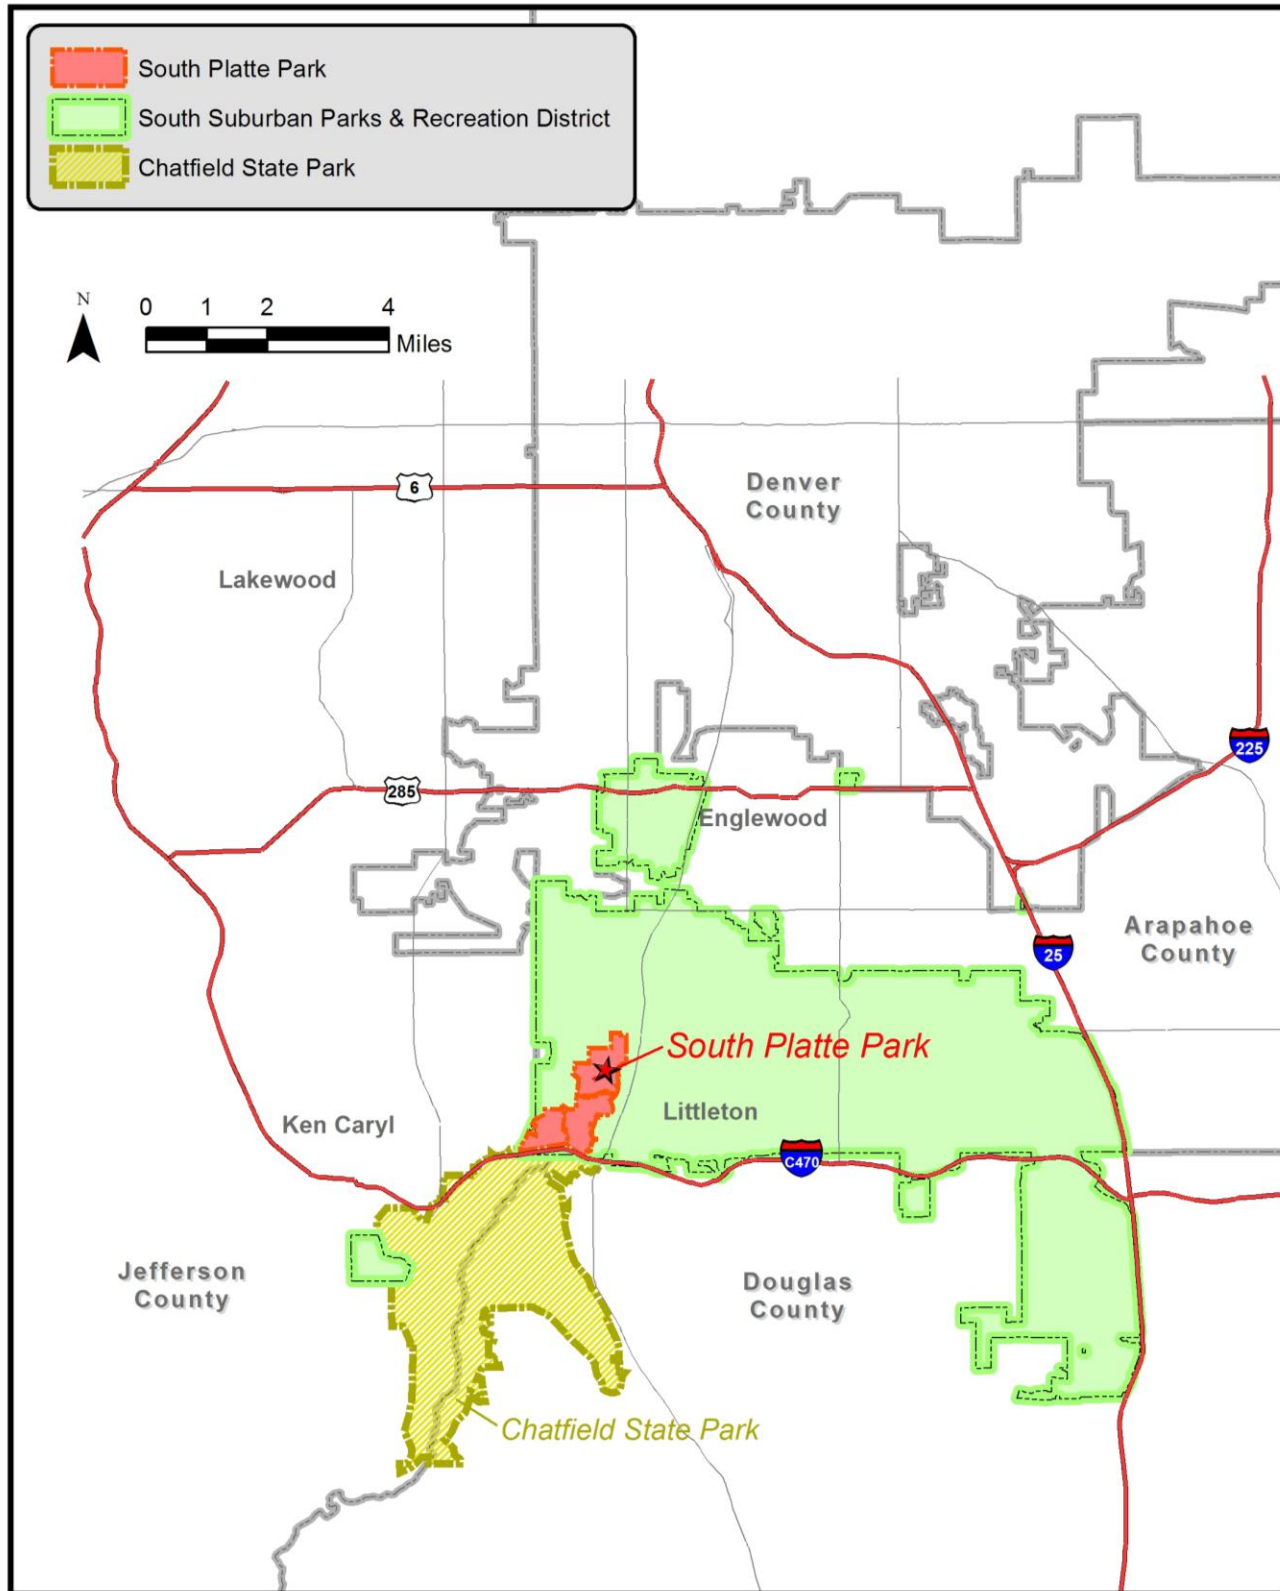 South Platte Park
South Suburban Parks & Recreation District
Chatfield State Park
N
0 1 2 4
Miles
6
Denver
County
Lakewood
225
285
Englewood
Arapahoe
County
25
South Platte Park
Ken Caryl
Littleton
C470
Jefferson
County
Douglas
County
Chatfield State Park